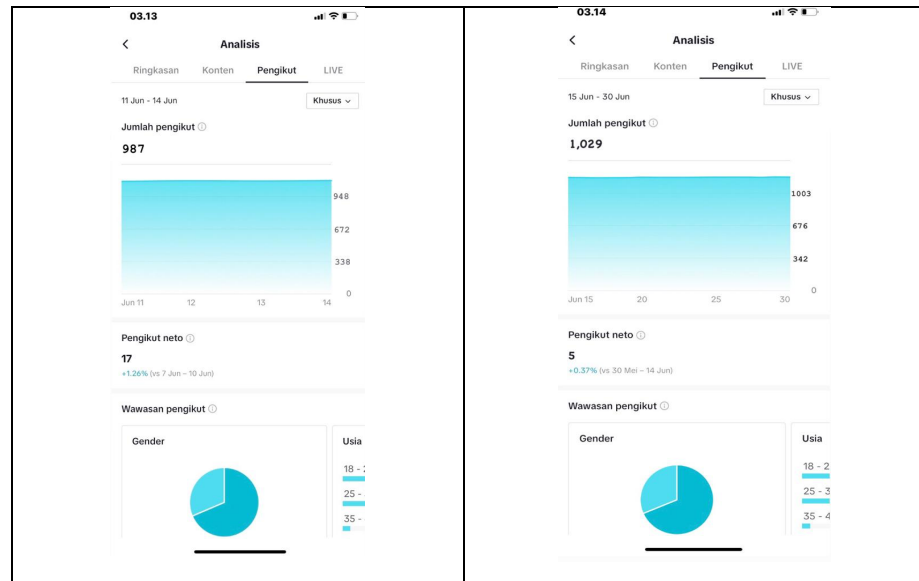 03.13
Analisis
Ringkasan Konten Pengikut LIVE
11 Jun - 14 Jun Khusus
Jumlah pengikut
987
948
672
338
0
Jun 11 12 13 14
Pengikut neto
17
+1.26% (vs 7 Jun – 10 Jun)
Wawasan pengikut
Gender Usia
18 -
25 -
35 -
03.14
Analisis
Ringkasan Konten Pengikut LIVE
15 Jun - 30 Jun Khusus
Jumlah pengikut
1,029
1003
676
342
0
Jun 15 20 25 30
Pengikut neto
5
+0.37% (vs 30 Mei – 14 Jun)
Wawasan pengikut
Gender Usia
18 - 2
25 - 3
35 - 4